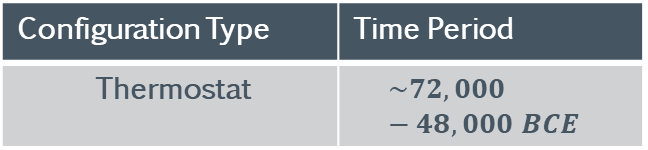 Configuration Type
Time Period
Thermostat
~72,000
– 48,000 BCE